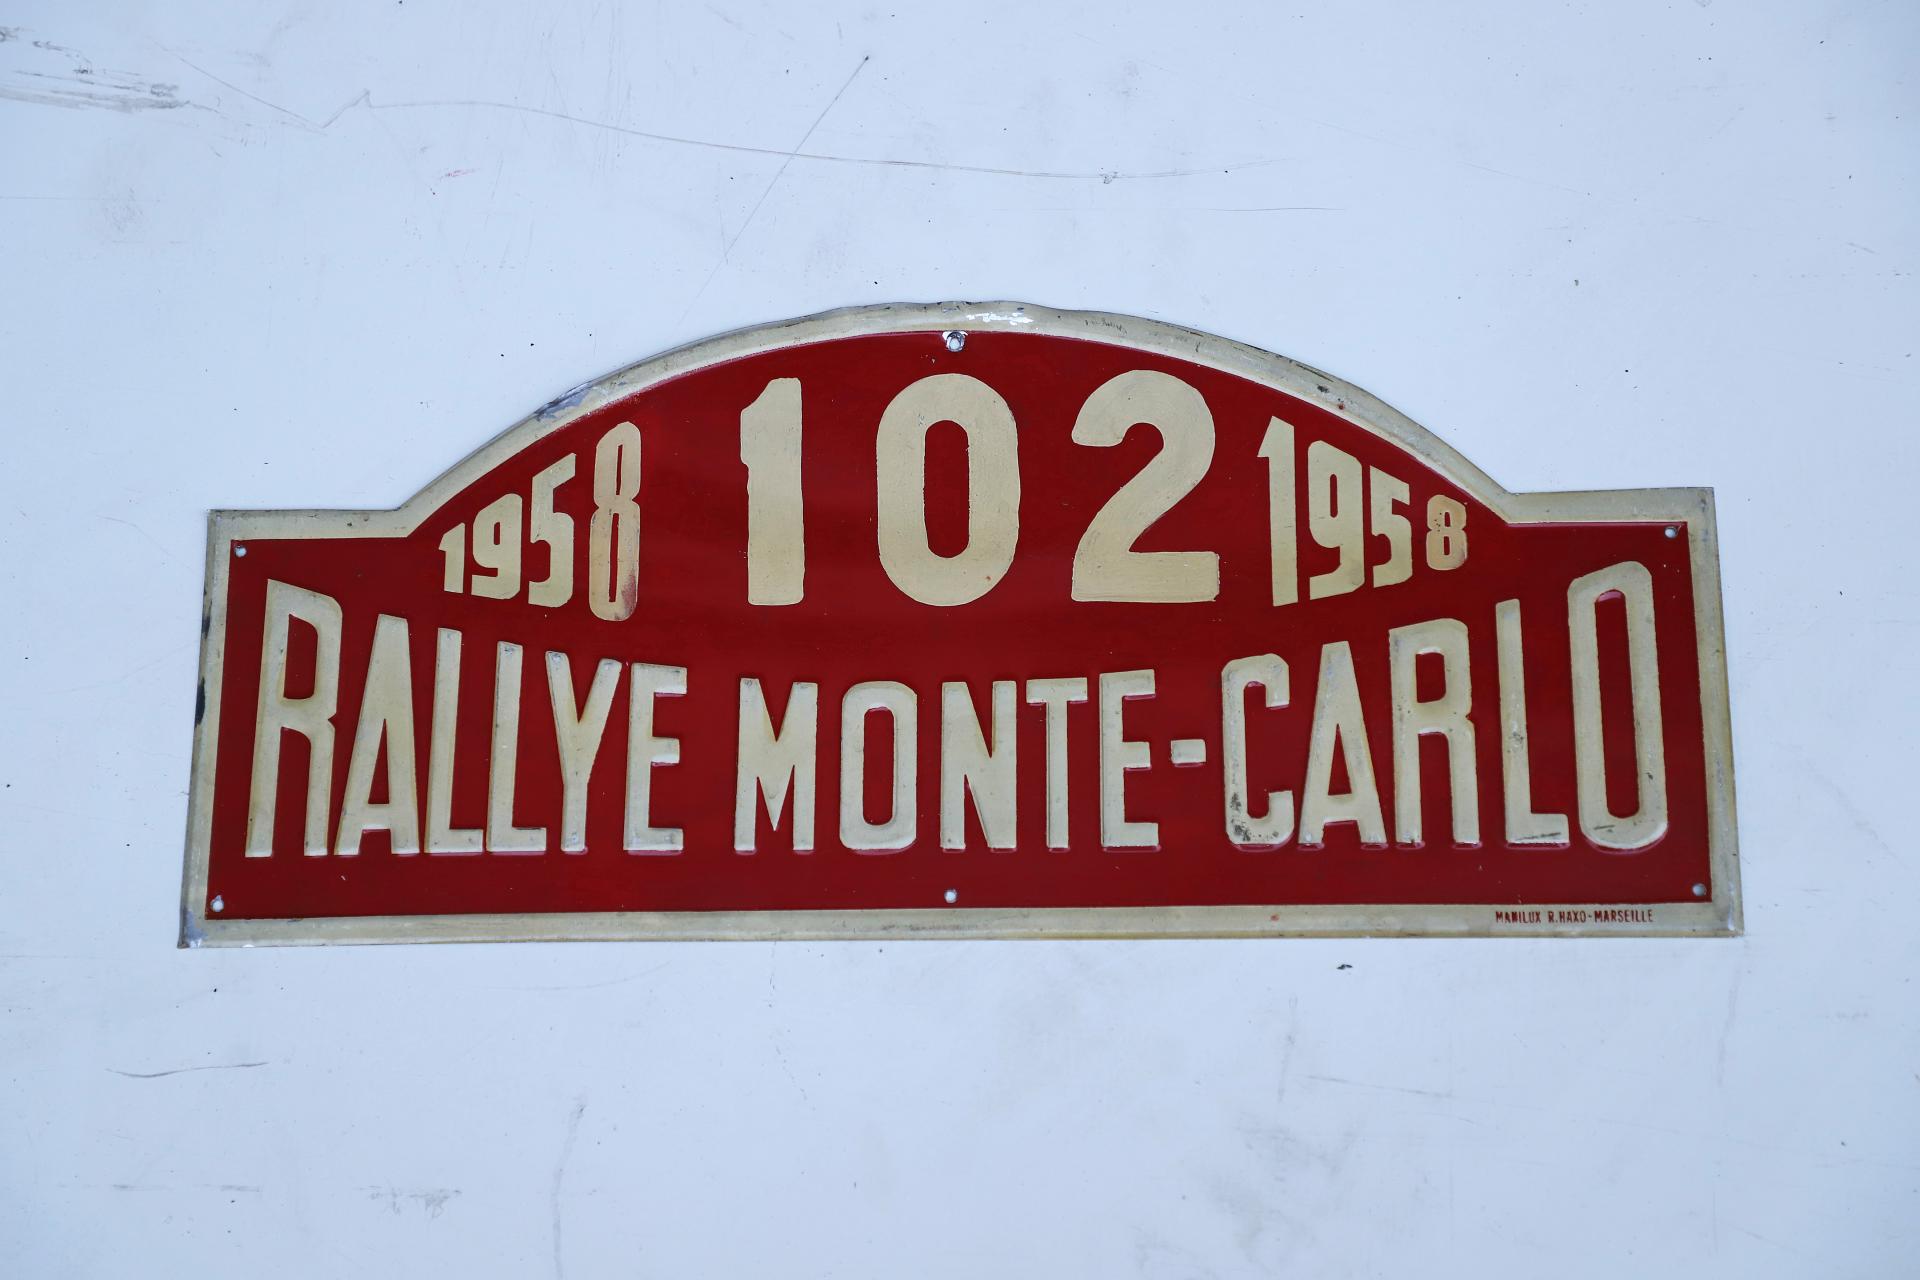 1958 102 1958
RALLYE MONTE-CARLO
MANILUX R.HAXO-MARSEILLE